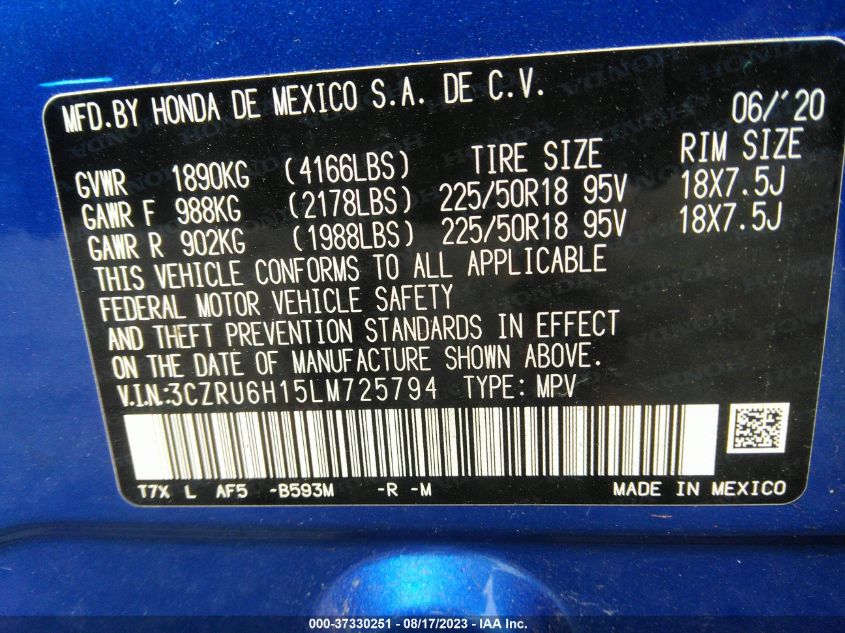 MFD.BY HONDA DE MEXICO S.A. DE C.V. 06/'20
GVWR 1890KG (4166LBS) TIRE SIZE RIM SIZE
GAWR F 988KG (2178LBS) 225/50R18 95V 18X7.5J
GAWR R 902KG (1988LBS) 225/50R18 95V 18X7.5J
THIS VEHICLE CONFORMS TO ALL APPLICABLE
FEDERAL MOTOR VEHICLE SAFETY
AND THEFT PREVENTION STANDARDS IN EFFECT
ON THE DATE OF MANUFACTURE SHOWN ABOVE.
V.I.N:3CZRU6H15LM725794 TYPE: MPV
T7X L AF5 -B593M -R -M MADE IN MEXICO
000-37330251 - 08/17/2023 - IAA Inc.